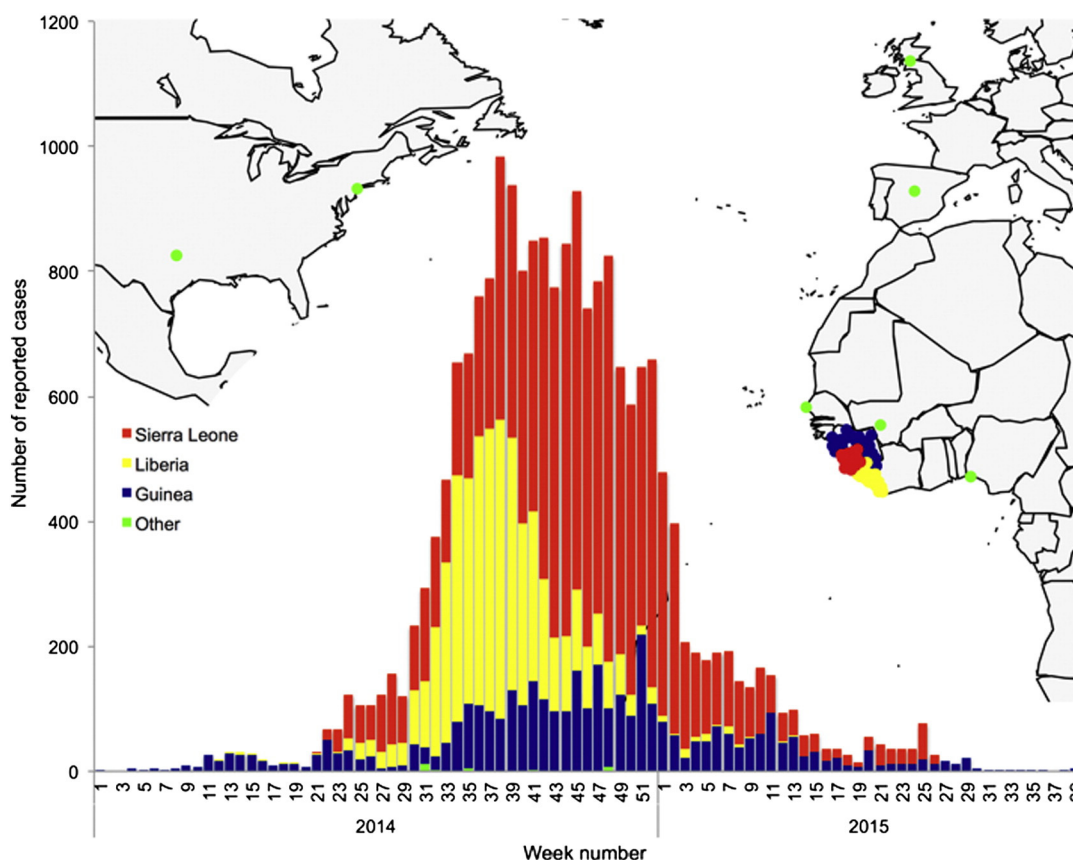 1200
1000
800
600
400
200
0
Number of reported cases
Sierra Leone
Liberia
Guinea
Other
1 3 5 7 9 11 13 15 17 19 21 23 25 27 29 31 33 35 37 39 41 43 45 47 49 51 1 3 5 7 9 11 13 15 17 19 21 23 25 27 29 31 33 35 37
2014 2015
Week number